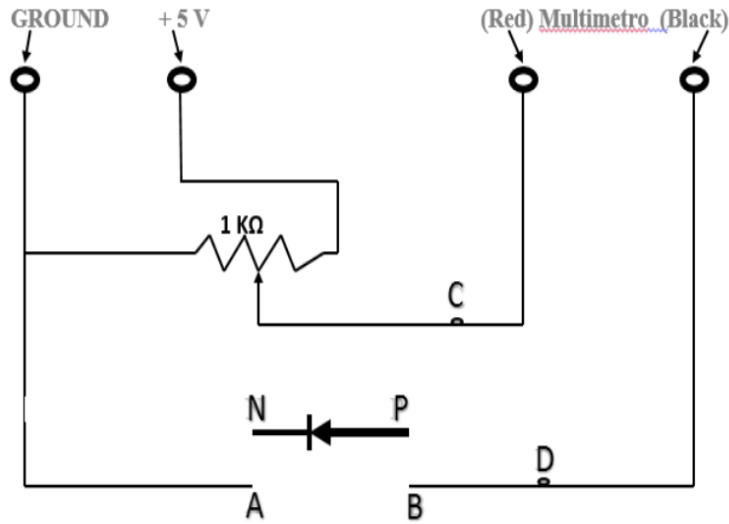 GROUND + 5 V (Red) Multimetro (Black)
1 KΩ
C
N P
D
A B